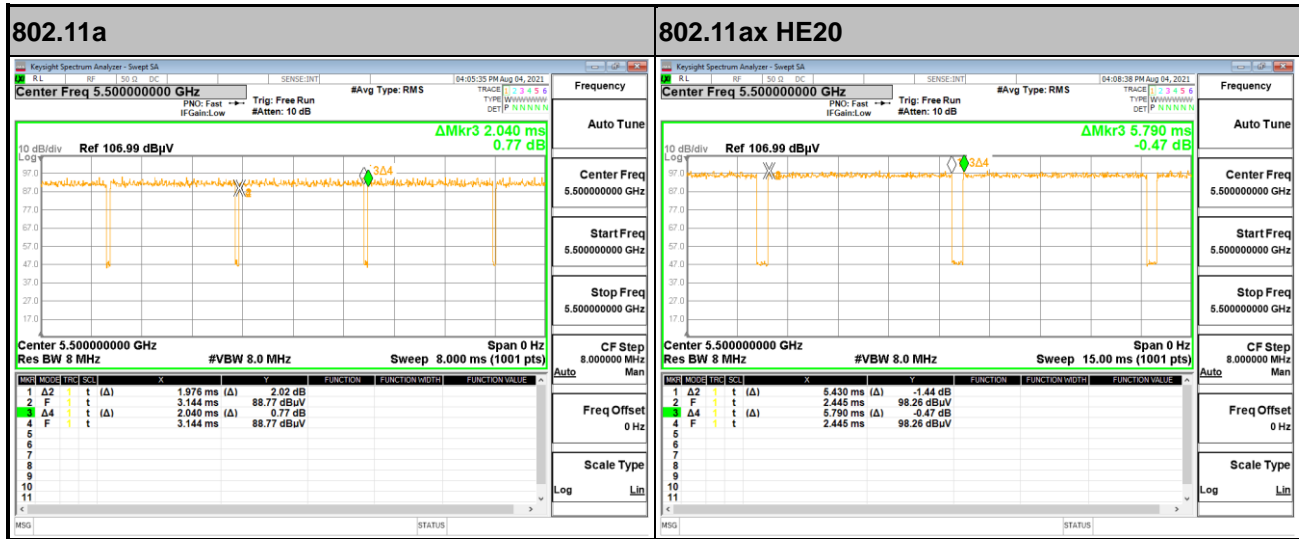 802.11a
Keysight Spectrum Analyzer - Swept SA
RL RF 50 Ω DC SENSE:INT 04:05:35 PM Aug 04, 2021
Center Freq 5.500000000 GHz #Avg Type: RMS TRACE 1 2 3 4 5 6
PNO: Fast Trig: Free Run TYPE WWWWWW
IFGain:Low #Atten: 10 dB DET P N N N N N
ΔMkr3 2.040 ms
0.77 dB
10 dB/div Ref 106.99 dBµV
Log
97.0
87.0
77.0
67.0
57.0
47.0
37.0
27.0
17.0
3Δ4
Center 5.500000000 GHz Span 0 Hz
Res BW 8 MHz #VBW 8.0 MHz Sweep 8.000 ms (1001 pts)
MKR MODE TRC SCL X Y FUNCTION FUNCTION WIDTH FUNCTION VALUE
1 Δ2 1 t (Δ) 1.976 ms (Δ) 2.02 dB
2 F 1 t 3.144 ms 88.77 dBµV
3 Δ4 1 t (Δ) 2.040 ms (Δ) 0.77 dB
4 F 1 t 3.144 ms 88.77 dBµV
5
6
7
8
9
10
11
MSG STATUS
Frequency
Auto Tune
Center Freq
5.500000000 GHz
Start Freq
5.500000000 GHz
Stop Freq
5.500000000 GHz
CF Step
8.000000 MHz
Auto Man
Freq Offset
0 Hz
Scale Type
Log Lin
802.11ax HE20
Keysight Spectrum Analyzer - Swept SA
RL RF 50 Ω DC SENSE:INT 04:08:38 PM Aug 04, 2021
Center Freq 5.500000000 GHz #Avg Type: RMS TRACE 1 2 3 4 5 6
PNO: Fast Trig: Free Run TYPE WWWWWW
IFGain:Low #Atten: 10 dB DET P N N N N N
ΔMkr3 5.790 ms
-0.47 dB
10 dB/div Ref 106.99 dBµV
Log
97.0
87.0
77.0
67.0
57.0
47.0
37.0
27.0
17.0
3Δ4
Center 5.500000000 GHz Span 0 Hz
Res BW 8 MHz #VBW 8.0 MHz Sweep 15.00 ms (1001 pts)
MKR MODE TRC SCL X Y FUNCTION FUNCTION WIDTH FUNCTION VALUE
1 Δ2 1 t (Δ) 5.430 ms (Δ) -1.44 dB
2 F 1 t 2.445 ms 98.26 dBµV
3 Δ4 1 t (Δ) 5.790 ms (Δ) -0.47 dB
4 F 1 t 2.445 ms 98.26 dBµV
5
6
7
8
9
10
11
MSG STATUS
Frequency
Auto Tune
Center Freq
5.500000000 GHz
Start Freq
5.500000000 GHz
Stop Freq
5.500000000 GHz
CF Step
8.000000 MHz
Auto Man
Freq Offset
0 Hz
Scale Type
Log Lin